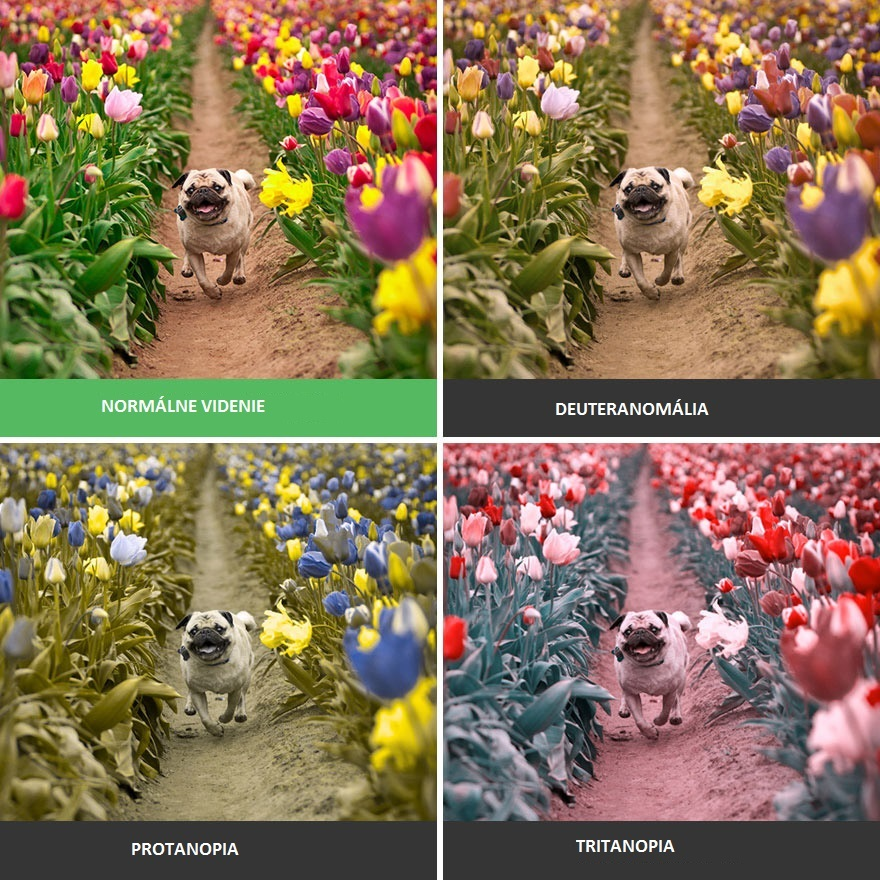 NORMÁLNE VIDENIE
DEUTERANOMÁLIA
PROTANOPIA
TRITANOPIA